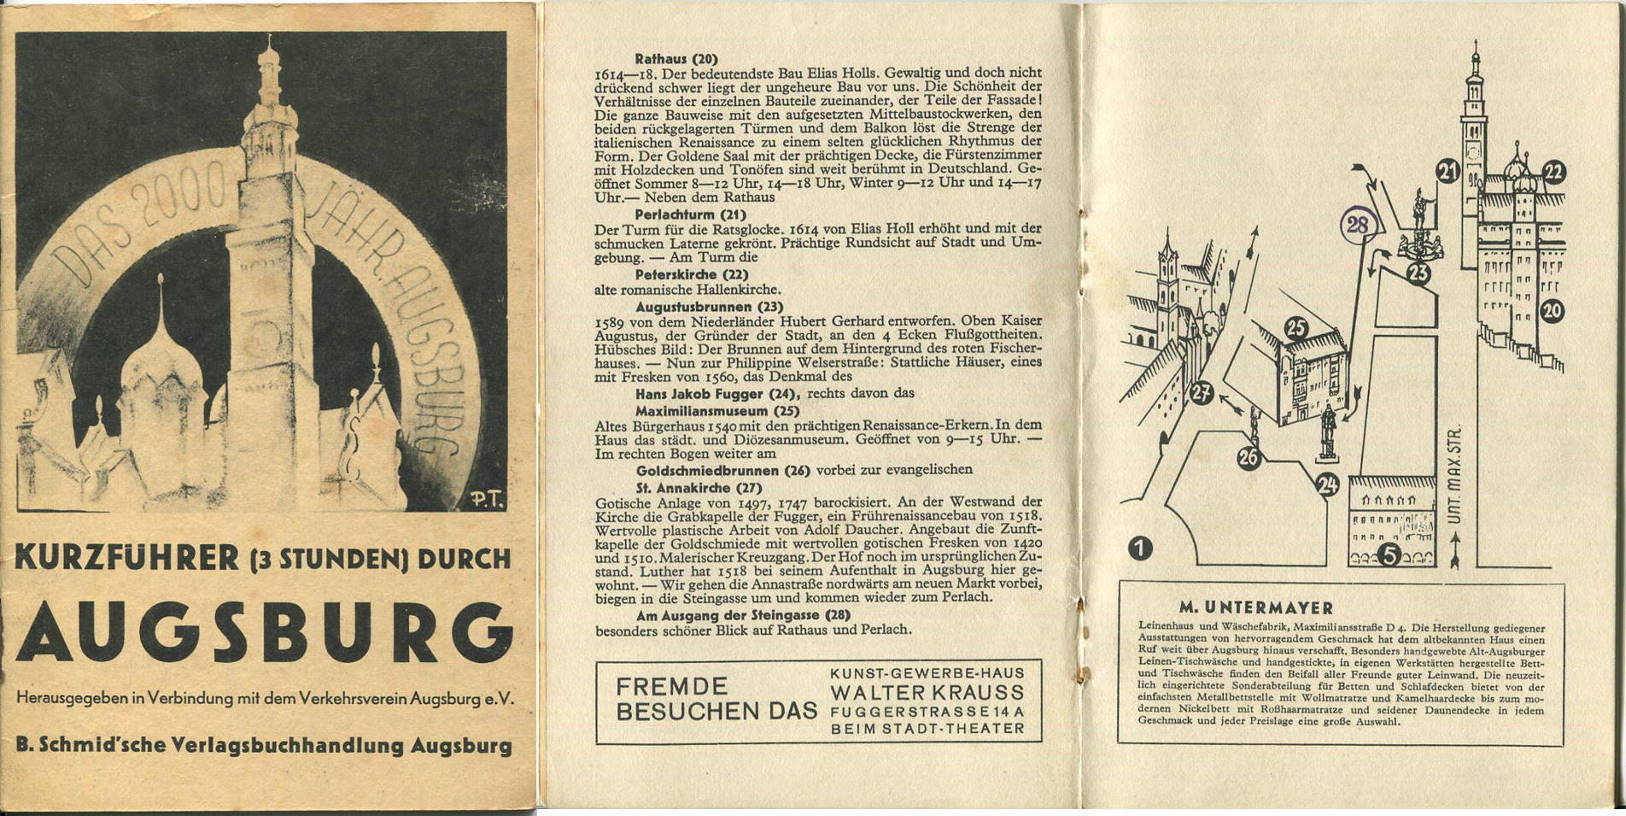 DAS 2000 JÄHR. AUGSBURG
P.T.
KURZFÜHRER (3 STUNDEN) DURCH
AUGSBURG
Herausgegeben in Verbindung mit dem Verkehrsverein Augsburg e.V.
B. Schmid'sche Verlagsbuchhandlung Augsburg
Rathaus (20)
1614—18. Der bedeutendste Bau Elias Holls. Gewaltig und doch nicht
drückend schwer liegt der ungeheure Bau vor uns. Die Schönheit der
Verhältnisse der einzelnen Bauteile zueinander, der Teile der Fassade!
Die ganze Bauweise mit den aufgesetzten Mittelbaustockwerken, den
beiden rückgelagerten Türmen und dem Balkon löst die Strenge der
italienischen Renaissance zu einem selten glücklichen Rhythmus der
Form. Der Goldene Saal mit der prächtigen Decke, die Fürstenzimmer
mit Holzdecken und Tonöfen sind weit berühmt in Deutschland. Ge-
öffnet Sommer 8—12 Uhr, 14—18 Uhr, Winter 9—12 Uhr und 14—17
Uhr.— Neben dem Rathaus
Perlachturm (21)
Der Turm für die Ratsglocke. 1614 von Elias Holl erhöht und mit der
schmucken Laterne gekrönt. Prächtige Rundsicht auf Stadt und Um-
gebung. — Am Turm die
Peterskirche (22)
alte romanische Hallenkirche.
Augustusbrunnen (23)
1589 von dem Niederländer Hubert Gerhard entworfen. Oben Kaiser
Augustus, der Gründer der Stadt, an den 4 Ecken Flußgottheiten.
Hübsches Bild: Der Brunnen auf dem Hintergrund des roten Fischer-
hauses. — Nun zur Philippine Welserstraße: Stattliche Häuser, eines
mit Fresken von 1560, das Denkmal des
Hans Jakob Fugger (24), rechts davon das
Maximiliansmuseum (25)
Altes Bürgerhaus 1540 mit den prächtigen Renaissance-Erkern. In dem
Haus das städt. und Diözesanmuseum. Geöffnet von 9—15 Uhr. —
Im rechten Bogen weiter am
Goldschmiedbrunnen (26) vorbei zur evangelischen
St. Annakirche (27)
Gotische Anlage von 1497, 1747 barockisiert. An der Westwand der
Kirche die Grabkapelle der Fugger, ein Frührenaissancebau von 1518.
Wertvolle plastische Arbeit von Adolf Daucher. Angebaut die Zunft-
kapelle der Goldschmiede mit wertvollen gotischen Fresken von 1420
und 1510. Malerischer Kreuzgang. Der Hof noch im ursprünglichen Zu-
stand. Luther hat 1518 bei seinem Aufenthalt in Augsburg hier ge-
wohnt. — Wir gehen die Annastraße nordwärts am neuen Markt vorbei,
biegen in die Steingasse um und kommen wieder zum Perlach.
Am Ausgang der Steingasse (28)
besonders schöner Blick auf Rathaus und Perlach.
FREMDE
BESUCHEN DAS
KUNST-GEWERBE-HAUS
WALTER KRAUSS
FUGGERSTRASSE 14 A
BEIM STADT-THEATER
21
22
28
23
20
25
27
26
24
UNT. MAX. STR.
1
5
M. UNTERMAYER
Leinenhaus und Wäschefabrik, Maximiliansstraße D 4. Die Herstellung gediegener
Ausstattungen von hervorragendem Geschmack hat dem altbekannten Haus einen
Ruf weit über Augsburg hinaus verschafft. Besonders handgewebte Alt-Augsburger
Leinen-Tischwäsche und handgestickte, in eigenen Werkstätten hergestellte Bett-
und Tischwäsche finden den Beifall aller Freunde guter Leinwand. Die neuzeit-
lich eingerichtete Sonderabteilung für Betten und Schlafdecken bietet von der
einfachsten Metallbettstelle mit Wollmatratze und Kamelhaardecke bis zum mo-
dernen Nickelbett mit Roßhaarmatratze und seidener Daunendecke in jedem
Geschmack und jeder Preislage eine große Auswahl.